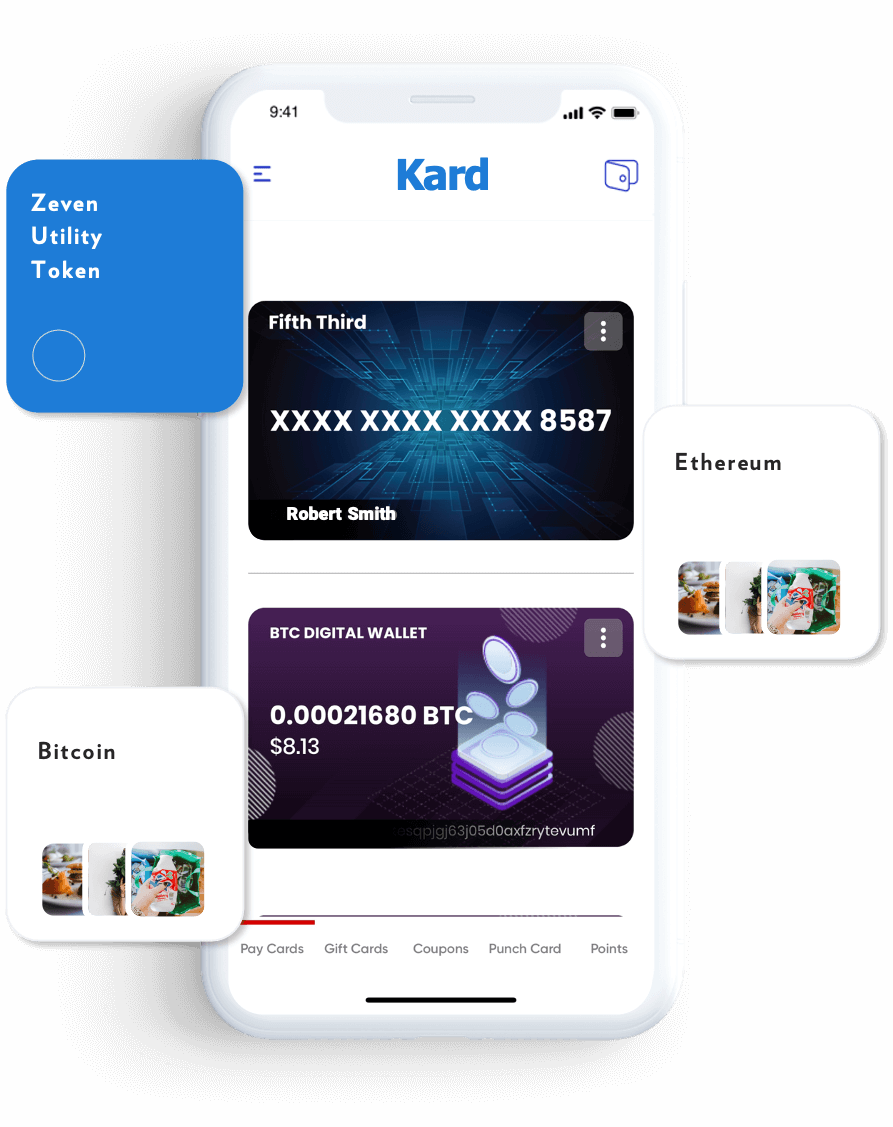 9:41
Kard
Zeven
Utility
Token
Fifth Third
XXXX XXXX XXXX 8587
Robert Smith
Ethereum
BTC DIGITAL WALLET
0.00021680 BTC
$8.13
esqpjgj63j05d0axfzrytevumf
Bitcoin
Pay Cards Gift Cards Coupons Punch Card Points